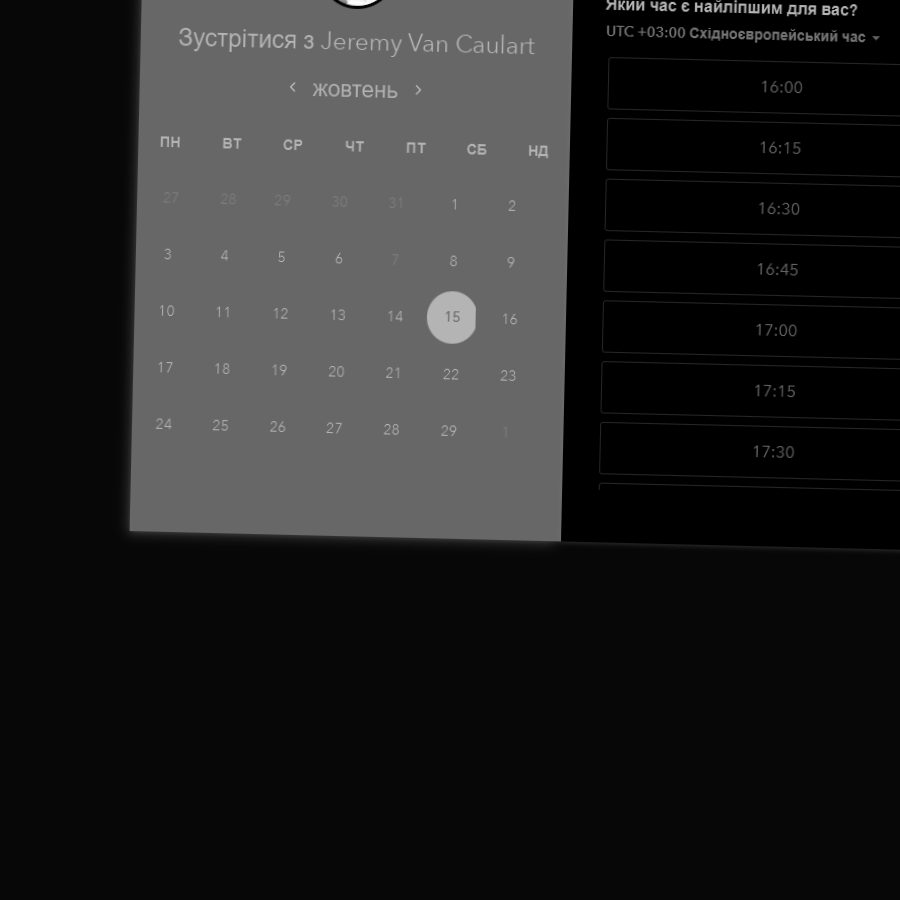 Зустрітися з Jeremy Van Caulart
жовтень
ПН ВТ СР ЧТ ПТ СБ НД
27 28 29 30 31 1 2
3 4 5 6 7 8 9
10 11 12 13 14 15 16
17 18 19 20 21 22 23
24 25 26 27 28 29 1
Який час є найліпшим для вас?
UTC +03:00 Східноєвропейський час
16:00
16:15
16:30
16:45
17:00
17:15
17:30